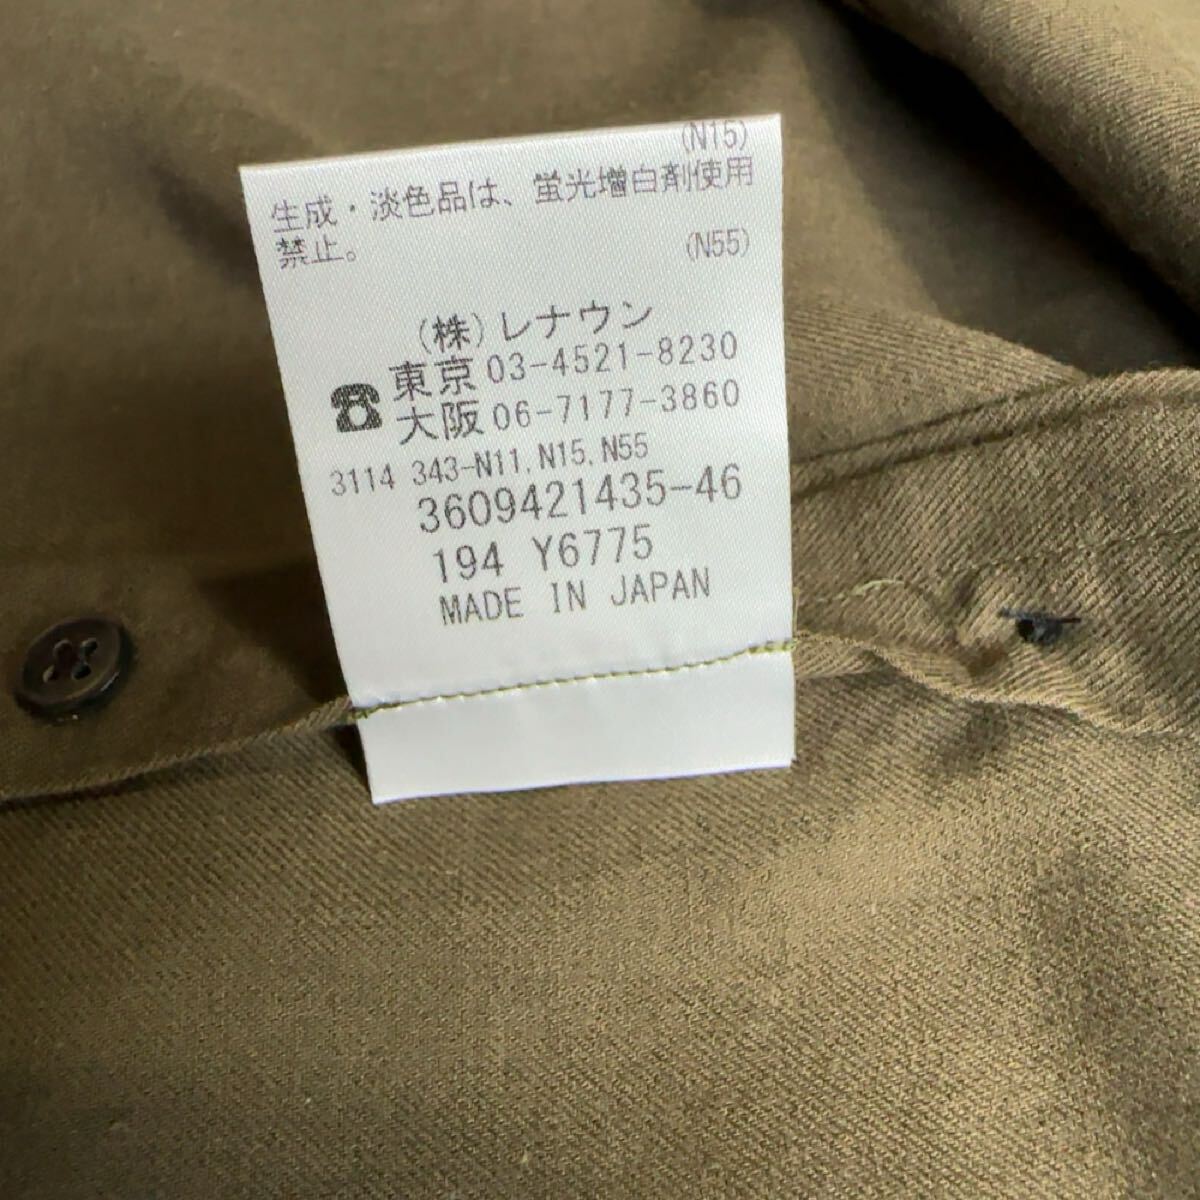 (N15)
生成・淡色品は、蛍光増白剤使用
禁止。 (N55)
(株)レナウン
☎ 東京 03-4521-8230
大阪 06-7177-3860
3114 343-N11,N15,N55
3609421435-46
194 Y6775
MADE IN JAPAN